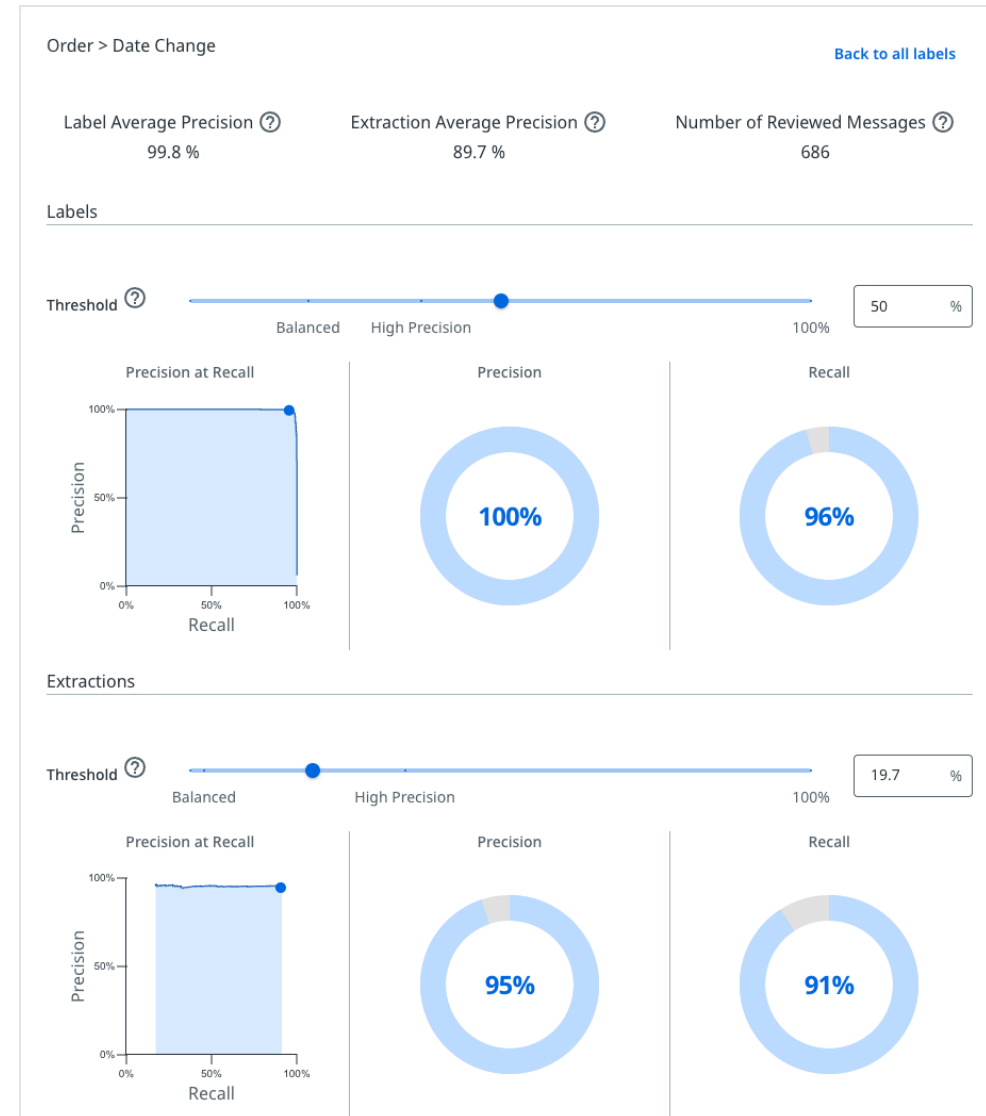 Order > Date Change
Back to all labels
Label Average Precision ?
99.8 %
Extraction Average Precision ?
89.7 %
Number of Reviewed Messages ?
686
Labels
Threshold ?
Balanced
High Precision
100%
50 %
Precision at Recall
100%
50%
0%
Precision
0%
50%
100%
Recall
Precision
100%
Recall
96%
Extractions
Threshold ?
Balanced
High Precision
100%
19.7 %
Precision at Recall
100%
50%
0%
Precision
0%
50%
100%
Recall
Precision
95%
Recall
91%